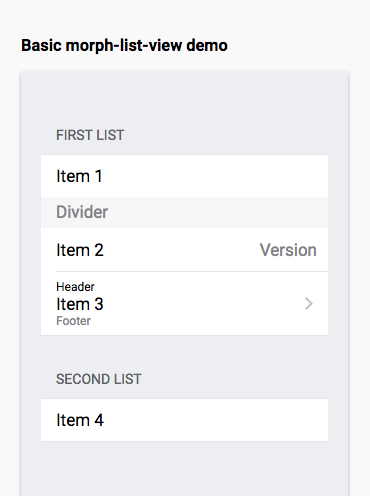 Basic morph-list-view demo
FIRST LIST
Item 1
Divider
Item 2 Version
Header
Item 3
Footer
SECOND LIST
Item 4